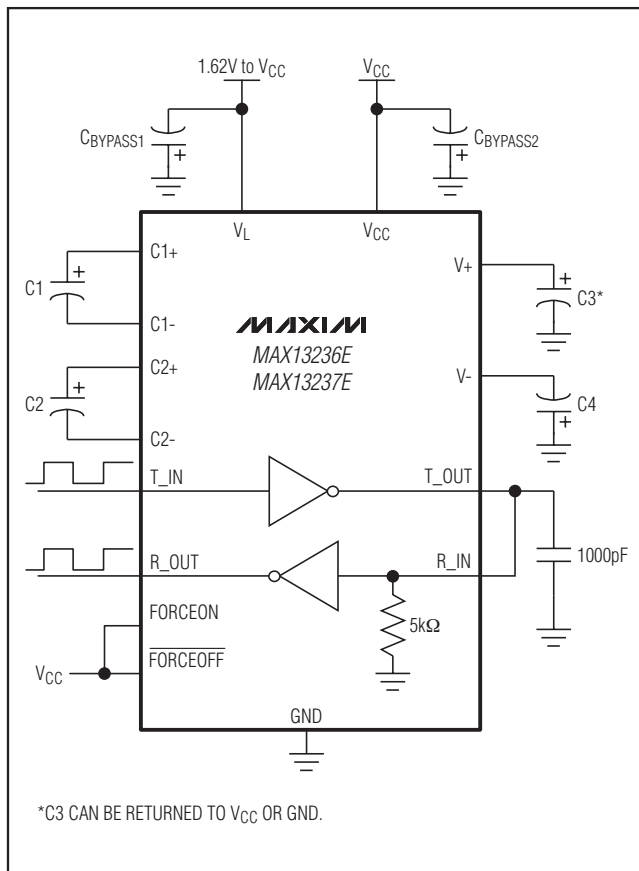 1.62V to VCC
VCC
CBYPASS1
+
CBYPASS2
+
VL
VCC
C1+
V+
C1
+
+
C3*
C1-
MAXIM
MAX13236E
MAX13237E
C2+
V-
C2
+
C4
+
C2-
T_IN
T_OUT
R_OUT
R_IN
1000pF
FORCEON
5kΩ
VCC
FORCEOFF
GND
*C3 CAN BE RETURNED TO VCC OR GND.